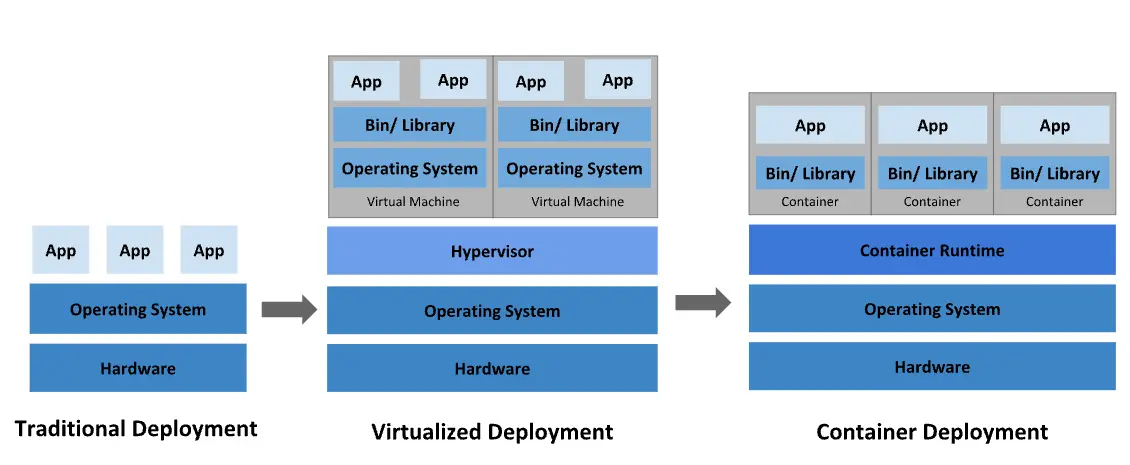 App App App
Operating System
Hardware
Traditional Deployment
App App App App
Bin/ Library Bin/ Library
Operating System Operating System
Virtual Machine Virtual Machine
Hypervisor
Operating System
Hardware
Virtualized Deployment
App App App
Bin/ Library Bin/ Library Bin/ Library
Container Container Container
Container Runtime
Operating System
Hardware
Container Deployment